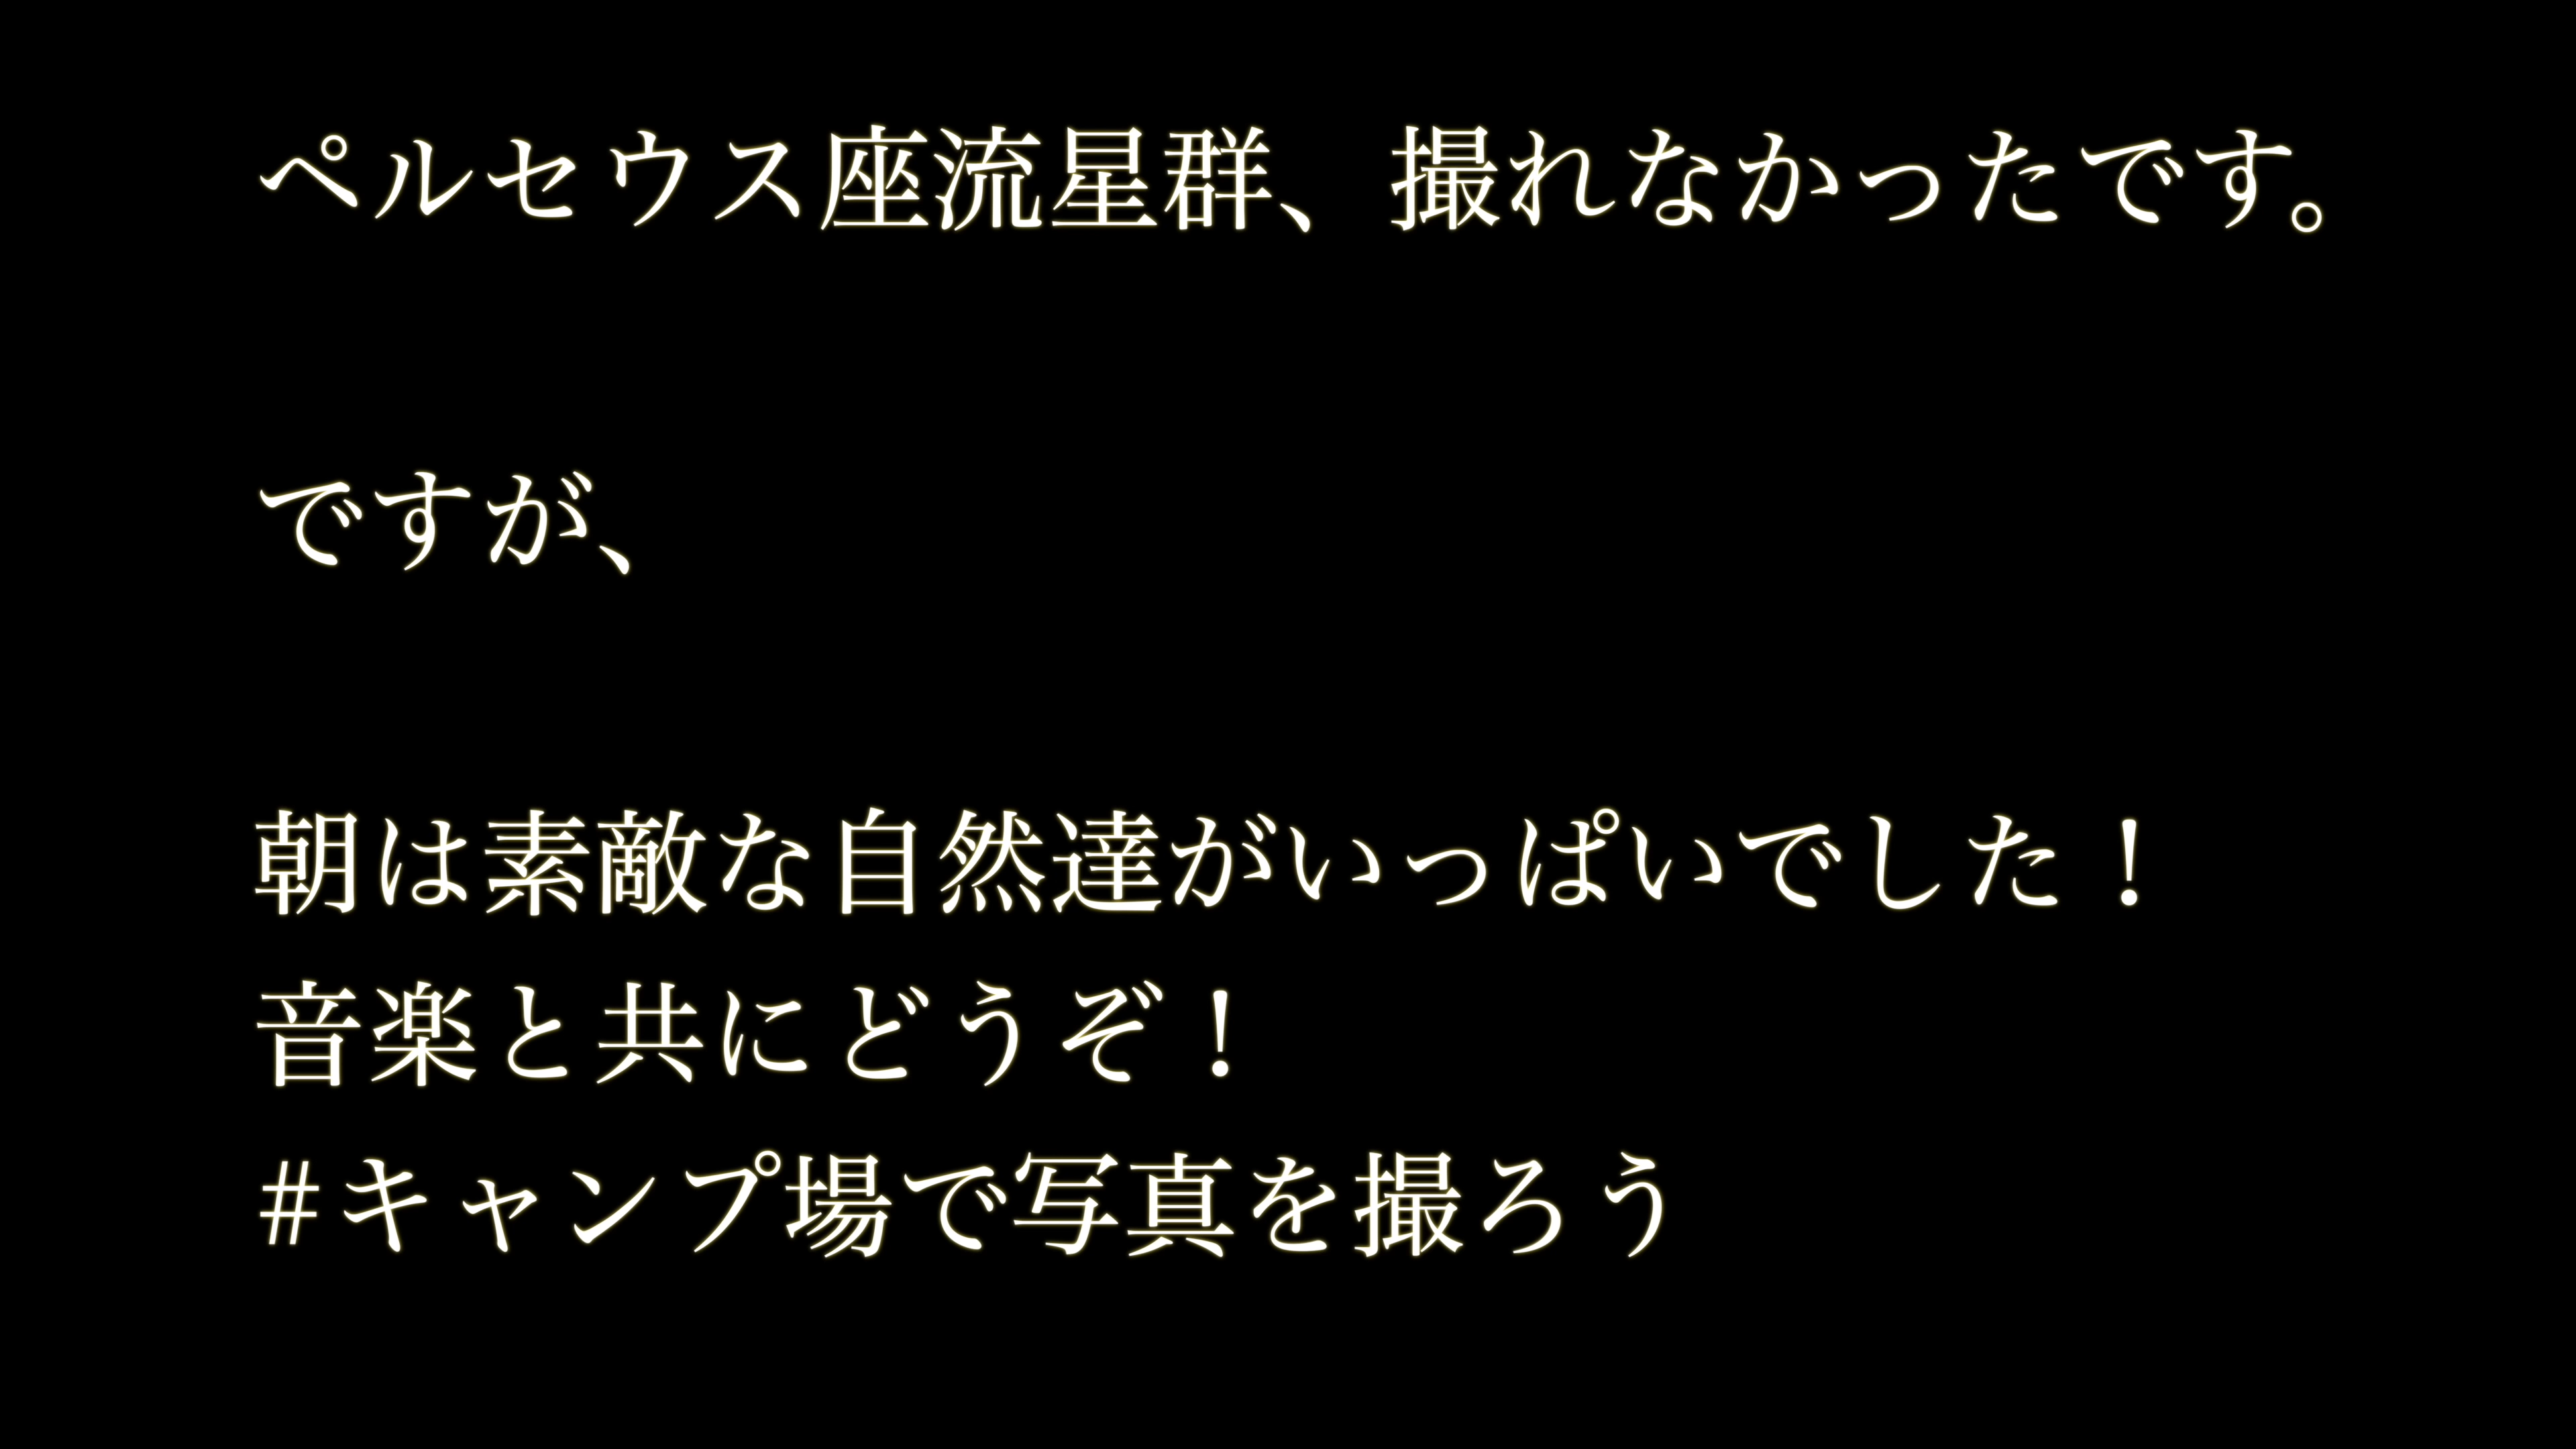 ペルセウス座流星群、撮れなかったです。
ですが、
朝は素敵な自然達がいっぱいでした！
音楽と共にどうぞ！
#キャンプ場で写真を撮ろう